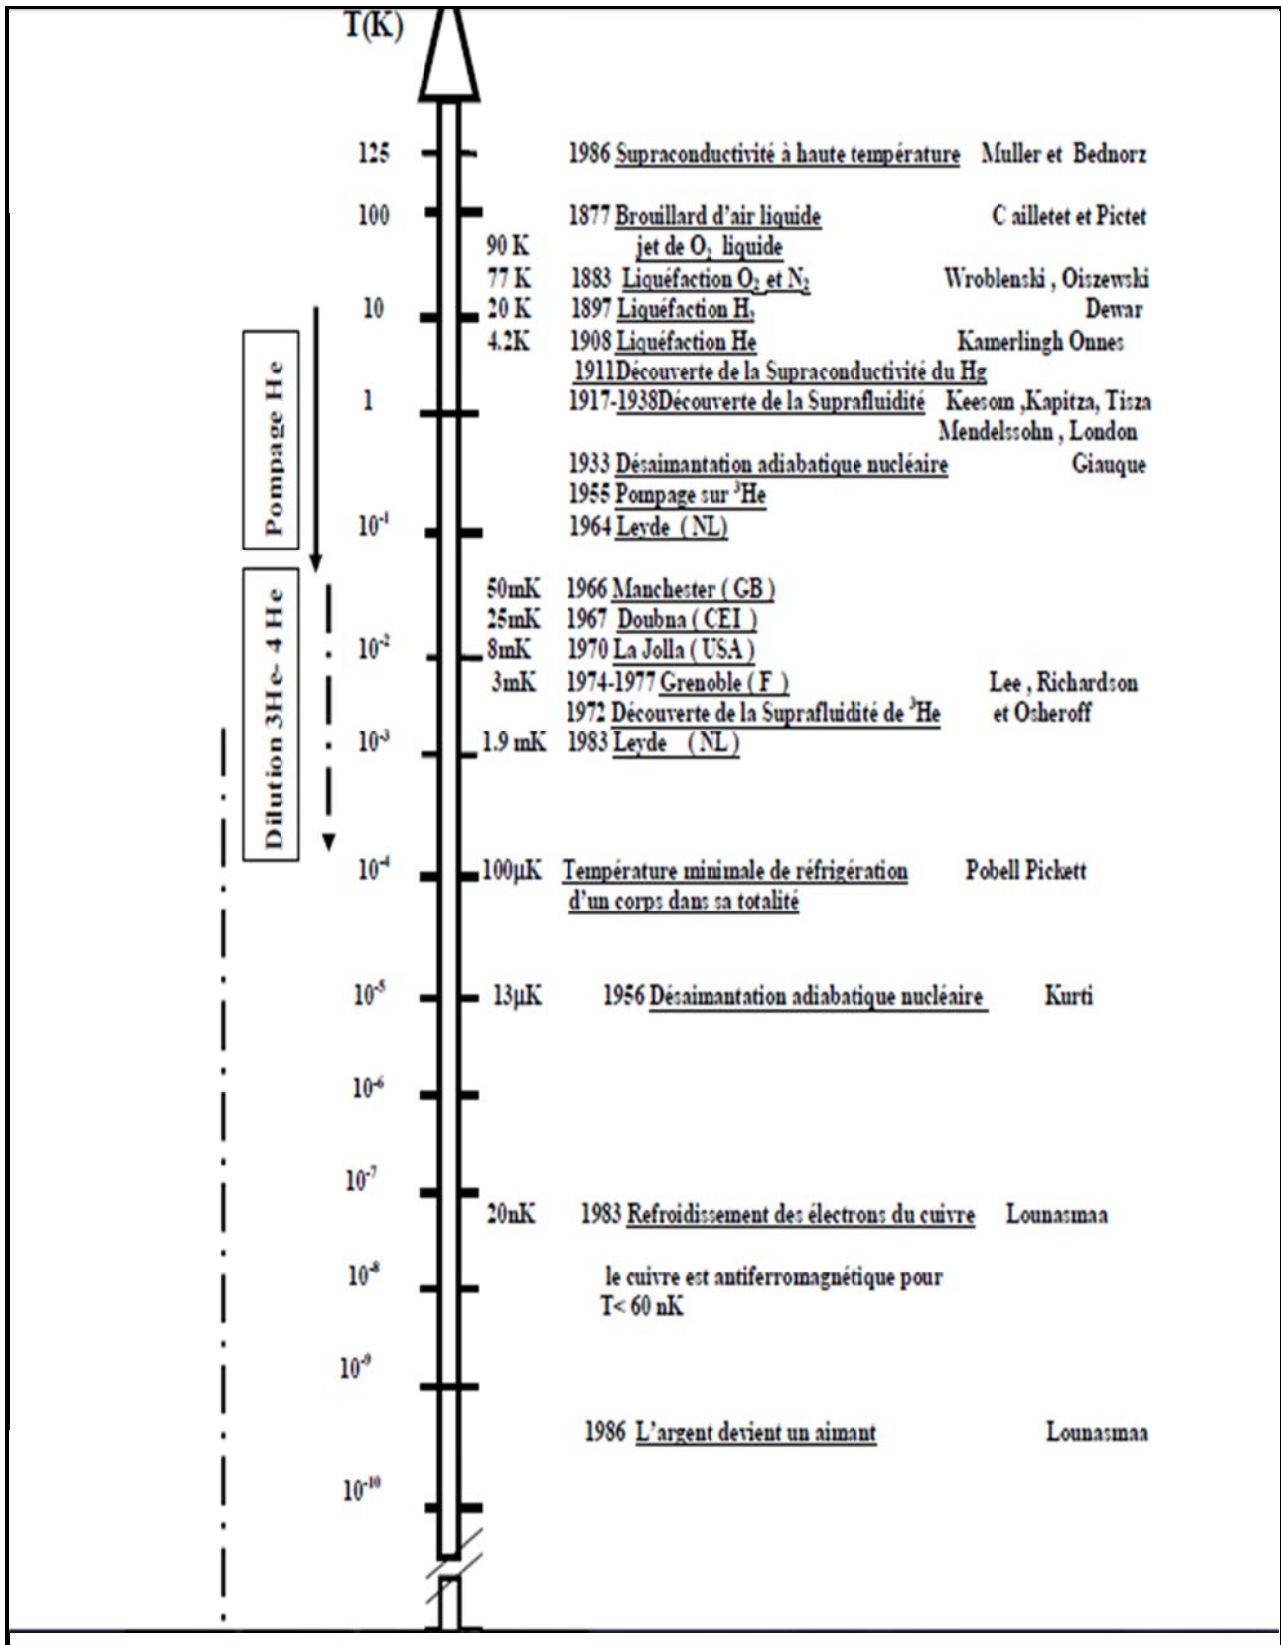 T(K)
125 1986 Supraconductivité à haute température Muller et Bednorz
100 1877 Brouillard d'air liquide C ailletet et Pictet
90 K jet de O₂ liquide
77 K 1883 Liquéfaction O₂ et N₂ Wroblenski , Oiszewski
10 20 K 1897 Liquéfaction H₂ Dewar
4.2K 1908 Liquéfaction He Kamerlingh Onnes
1911Découverte de la Supraconductivité du Hg
1 1917-1938Découverte de la Suprafluidité Keesom ,Kapitza, Tisza
Mendelssohn , London
1933 Désaimantation adiabatique nucléaire Giauque
1955 Pompage sur ³He
10⁻¹ 1964 Leyde ( NL)
Pompage He
50mK 1966 Manchester ( GB )
25mK 1967 Doubna ( CEI )
10⁻² 8mK 1970 La Jolla ( USA )
3mK 1974-1977 Grenoble ( F ) Lee , Richardson
1972 Découverte de la Suprafluidité de ³He et Osheroff
10⁻³ 1.9 mK 1983 Leyde ( NL )
Dilution 3He- 4 He
10⁻⁴ 100µK Température minimale de réfrigération Pobell Pickett
d'un corps dans sa totalité
10⁻⁵ 13µK 1956 Désaimantation adiabatique nucléaire Kurti
10⁻⁶
10⁻⁷
20nK 1983 Refroidissement des électrons du cuivre Lounasmaa
10⁻⁸ le cuivre est antiferromagnétique pour
T< 60 nK
10⁻⁹
1986 L'argent devient un aimant Lounasmaa
10⁻¹⁰